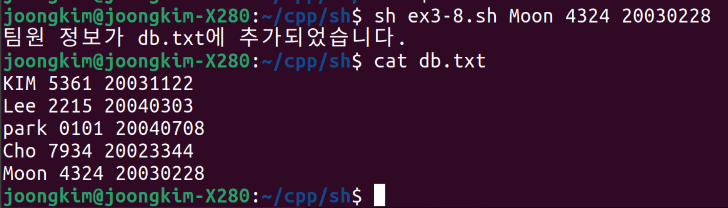 joongkim@joongkim-X280:~/cpp/sh$ sh ex3-8.sh Moon 4324 20030228
팀원 정보가 db.txt에 추가되었습니다.
joongkim@joongkim-X280:~/cpp/sh$ cat db.txt
KIM 5361 20031122
Lee 2215 20040303
park 0101 20040708
Cho 7934 20023344
Moon 4324 20030228
joongkim@joongkim-X280:~/cpp/sh$